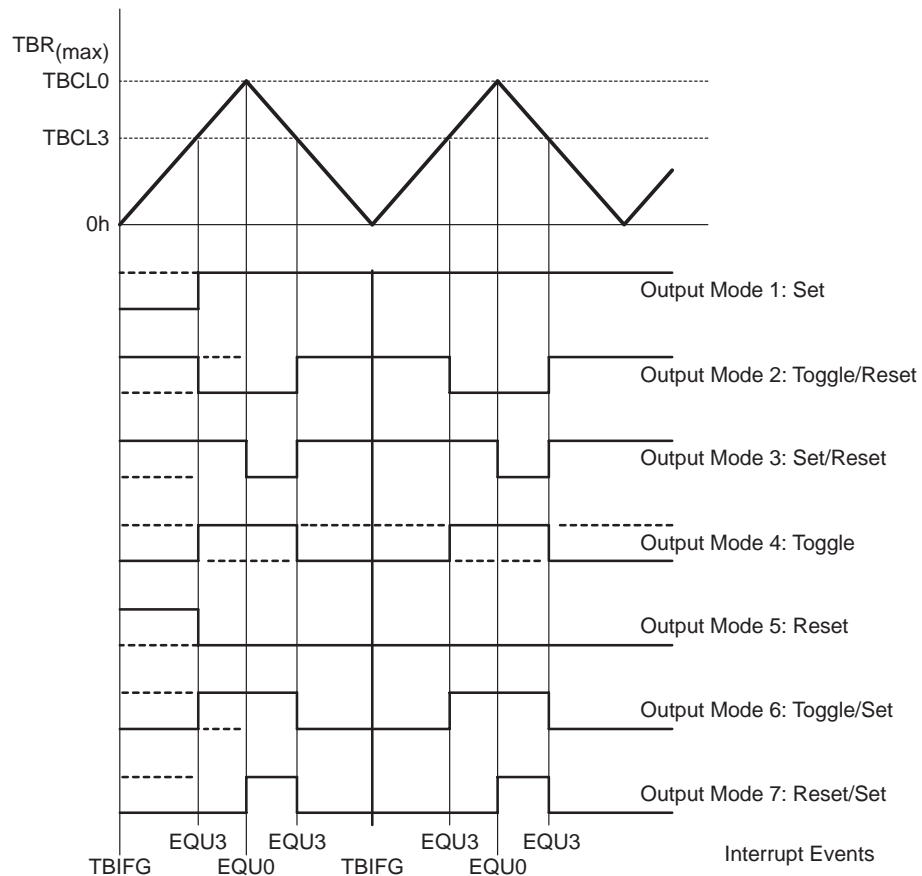 TBR(max)
TBCL0
TBCL3
0h
Output Mode 1: Set
Output Mode 2: Toggle/Reset
Output Mode 3: Set/Reset
Output Mode 4: Toggle
Output Mode 5: Reset
Output Mode 6: Toggle/Set
Output Mode 7: Reset/Set
EQU3 EQU3 EQU3 EQU3
TBIFG EQU0 TBIFG EQU0
Interrupt Events